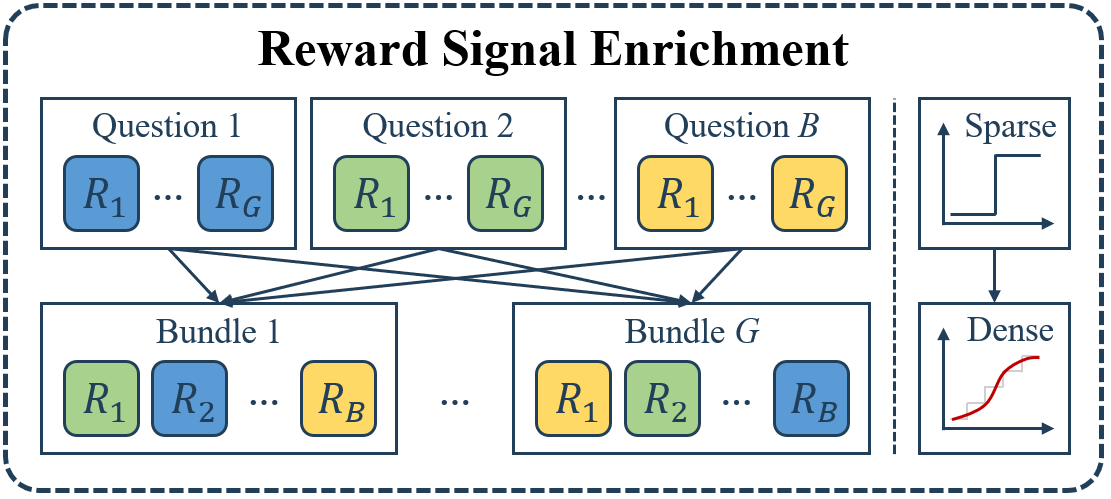 Reward Signal Enrichment
Question 1
R_1 ... R_G
Question 2
R_1 ... R_G
...
Question B
R_1 ... R_G
Sparse
Bundle 1
R_1 R_2 ... R_B
...
Bundle G
R_1 R_2 ... R_B
Dense